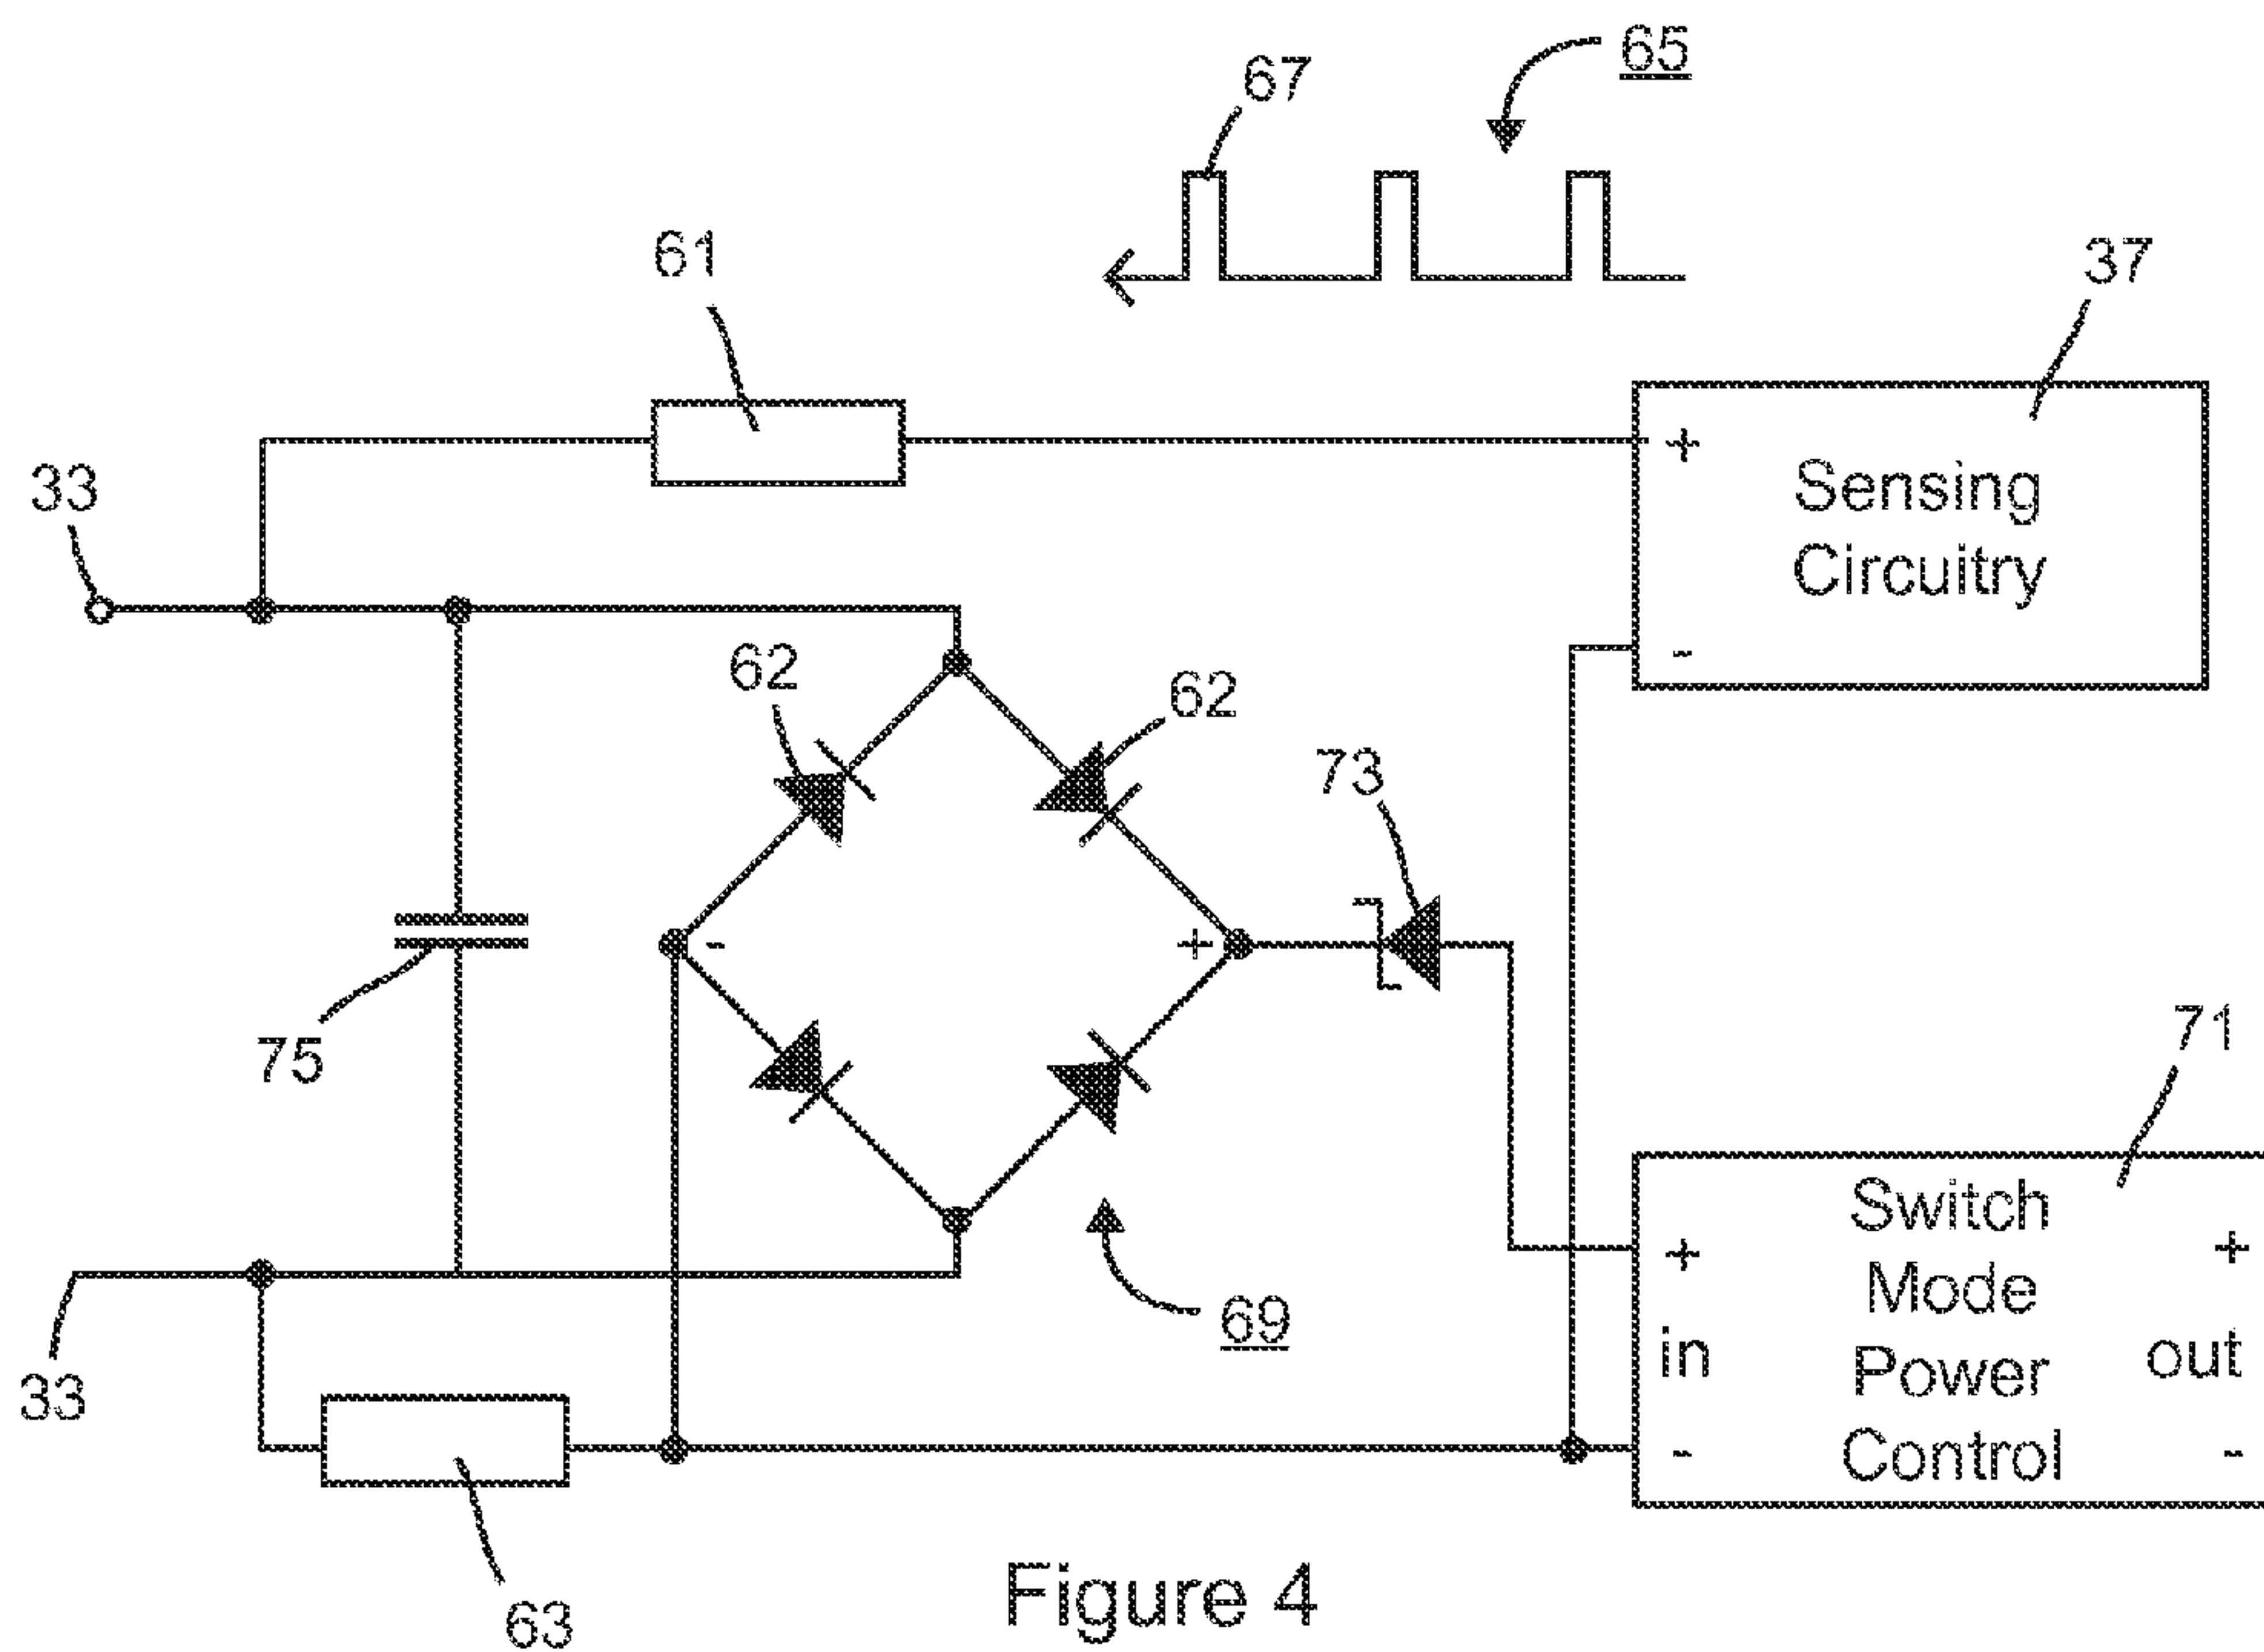 65
67
61
37
+
Sensing
Circuitry
-
33
62
62
73
-
+
75
71
Switch
Mode
Power
Control
+
in
-
+
out
-
69
33
63
Figure 4